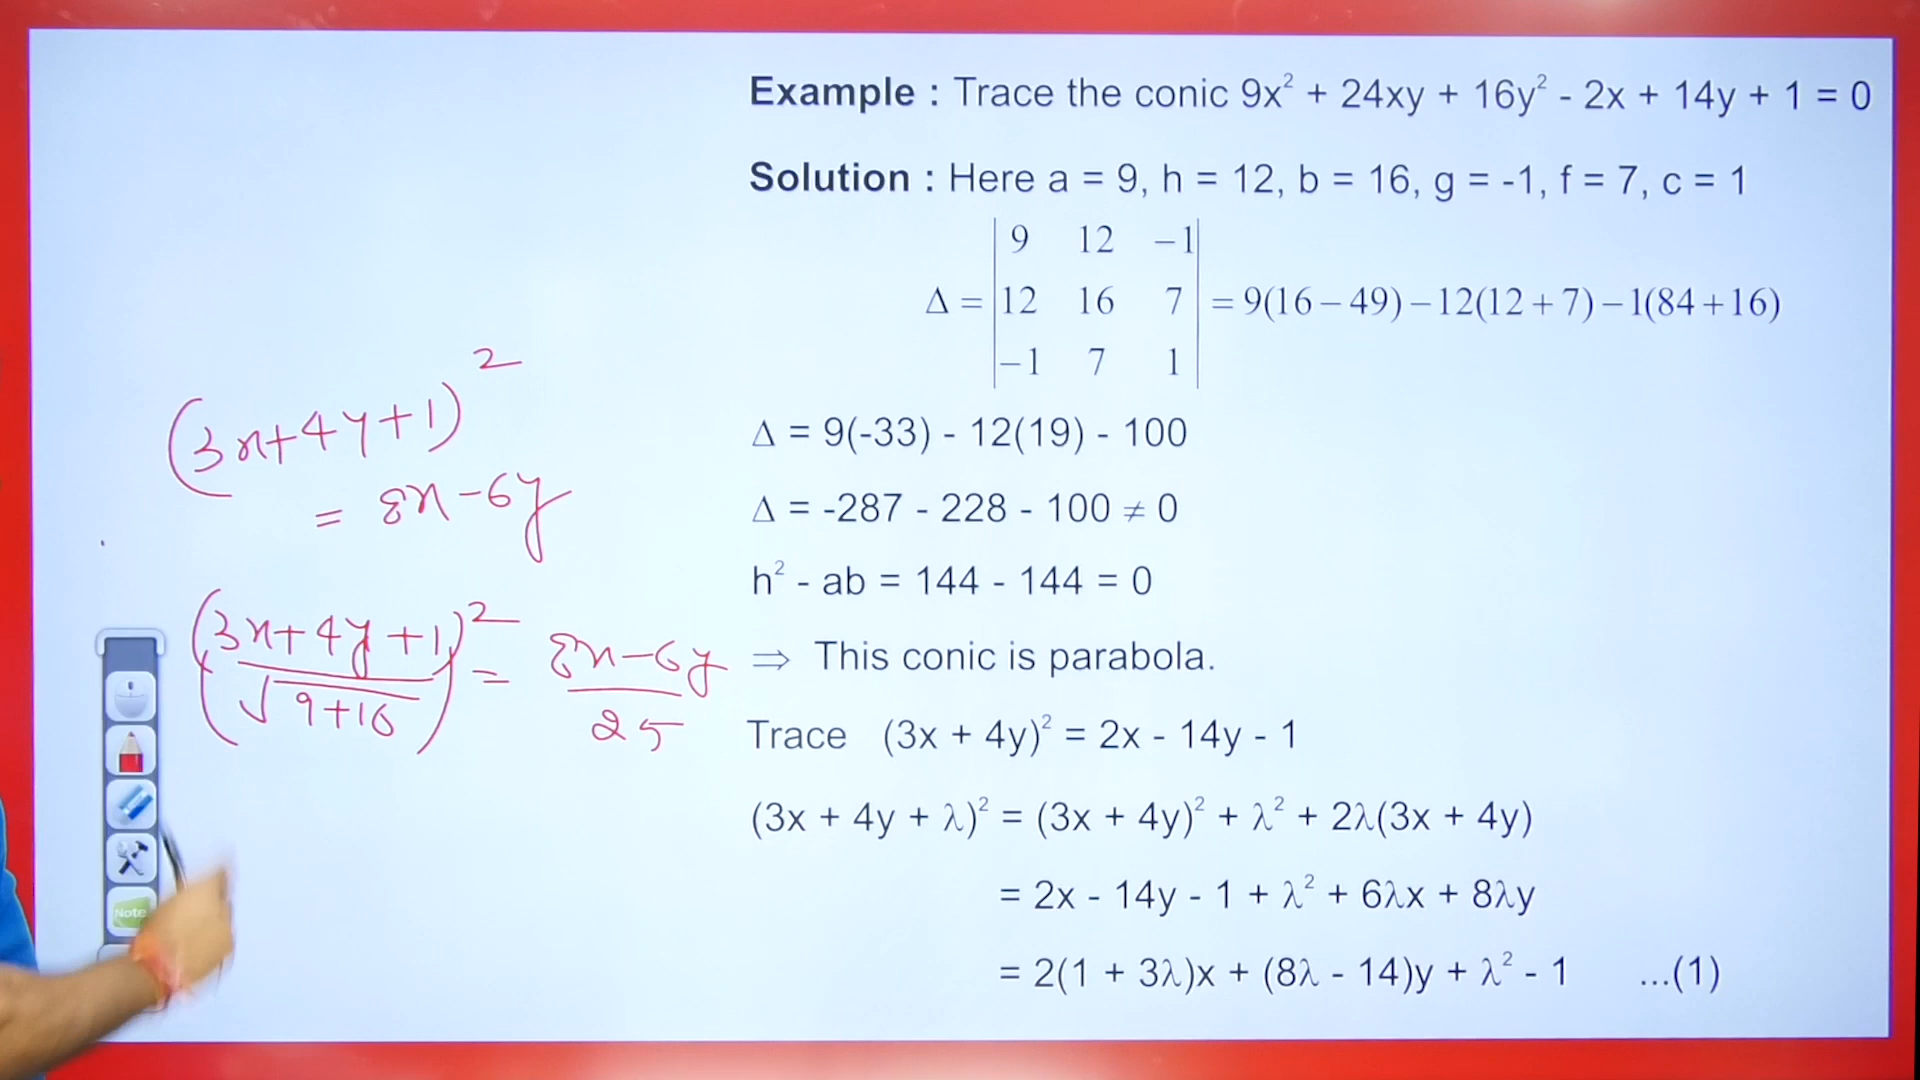 Example : Trace the conic 9x² + 24xy + 16y² - 2x + 14y + 1 = 0
Solution : Here a = 9, h = 12, b = 16, g = -1, f = 7, c = 1
Δ = |9 12 −1|
|12 16 7| = 9(16 − 49) − 12(12 + 7) − 1(84 + 16)
|−1 7 1|
Δ = 9(-33) - 12(19) - 100
Δ = -287 - 228 - 100 ≠ 0
h² - ab = 144 - 144 = 0
⇒ This conic is parabola.
Trace (3x + 4y)² = 2x - 14y - 1
(3x + 4y + λ)² = (3x + 4y)² + λ² + 2λ(3x + 4y)
= 2x - 14y - 1 + λ² + 6λx + 8λy
= 2(1 + 3λ)x + (8λ - 14)y + λ² - 1 ...(1)
(3x+4y+1)²
= 8x-6y
((3x+4y+1)/√(9+16))² = (8x-6y)/25
Note